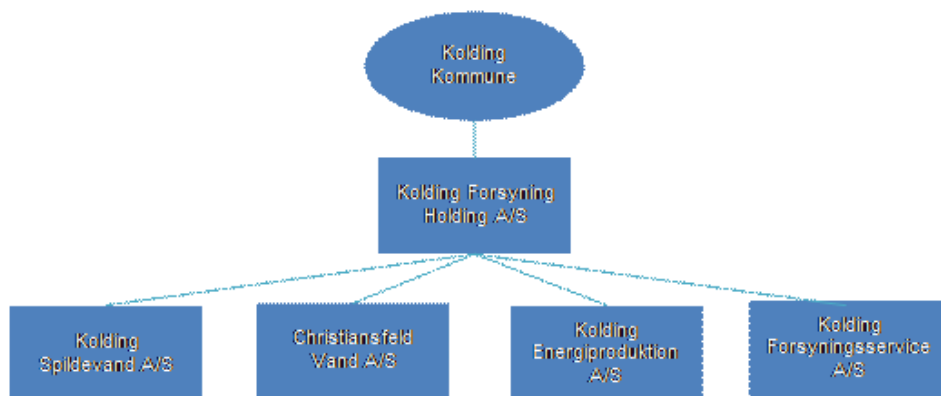 Kolding
Kommune
Kolding Forsyning
Holding A/S
Kolding
Spildevand A/S
Christiansfeld
Vand A/S
Kolding
Energiproduktion
A/S
Kolding
Forsyningsservice
A/S